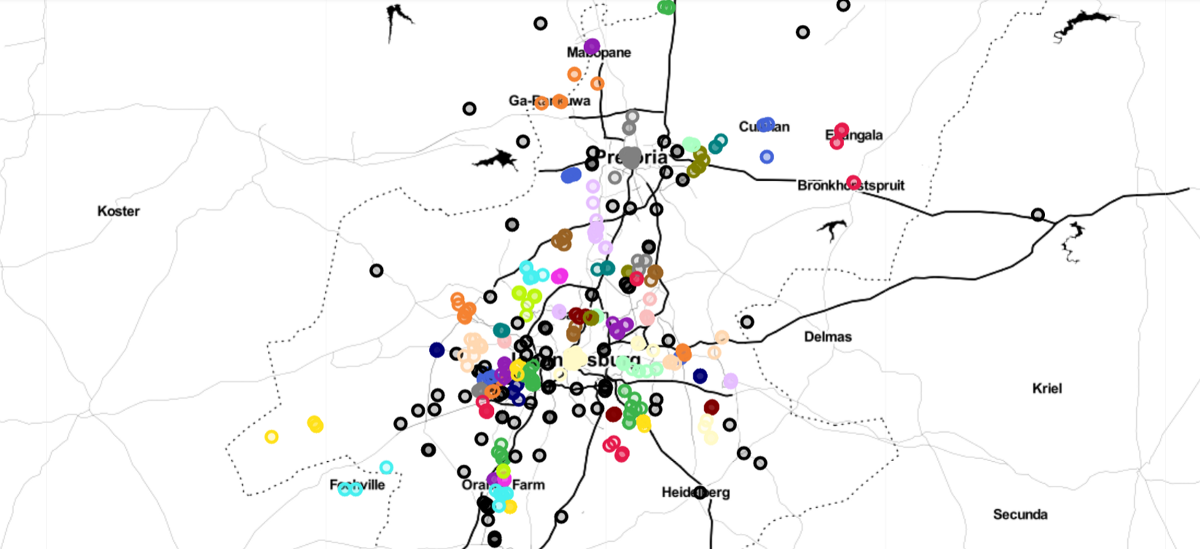 Mabopane
Ga-Rankuwa
Cullinan
Ekangala
Pretoria
Bronkhorstspruit
Koster
Delmas
Johannesburg
Kriel
Fochville
Orange Farm
Heidelberg
Secunda